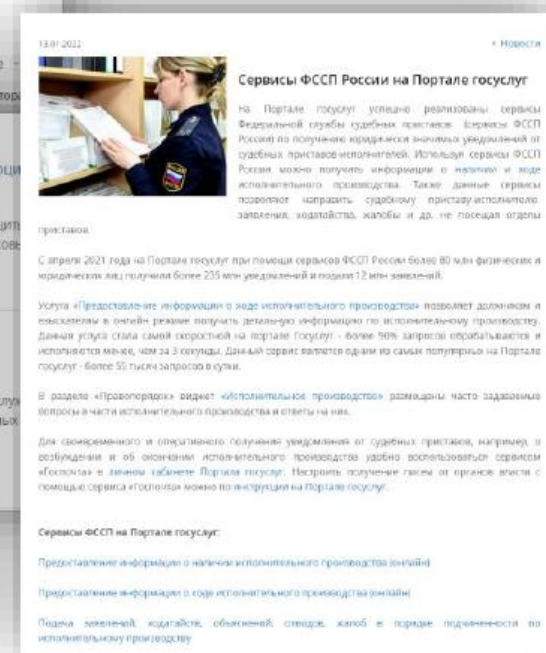 13.01.2022
Новости
Сервисы ФССП России на Портале госуслуг
На Портале госуслуг успешно реализованы сервисы
Федеральной службы судебных приставов (сервисы ФССП
России) по получению юридически значимых уведомлений от
судебных приставов-исполнителей. Используя сервисы ФССП
России можно получить информацию о наличии и ходе
исполнительного производства. Также данные сервисы
позволяют направить судебному приставу-исполнителю
заявления, ходатайства, жалобы и др. не посещая отделы
приставов.
С апреля 2021 года на Портале госуслуг при помощи сервисов ФССП России более 80 млн физических и
юридических лиц получили более 235 млн уведомлений и подали 12 млн заявлений.
Услуга «Предоставление информации о ходе исполнительного производства» позволяет должникам и
взыскателям в онлайн режиме получать детальную информацию по исполнительному производству.
Данная услуга стала самой скоростной на портале Госуслуг - более 90% запросов обрабатываются и
исполняются менее, чем за 3 секунды. Данный сервис является одним из самых популярных на Портале
госуслуг - более 55 тысяч запросов в сутки.
В разделе «Правопорядок» виджет «Исполнительное производство» размещены часто задаваемые
вопросы в части исполнительного производства и ответы на них.
Для своевременного и оперативного получения уведомления от судебных приставов, например, о
возбуждении и об окончании исполнительного производства удобно воспользоваться сервисом
«Госпочта» в личном кабинете Портала госуслуг. Настроить получение писем от органов власти с
помощью сервиса «Госпочта» можно по инструкции на Портале госуслуг.
Сервисы ФССП на Портале госуслуг:
Предоставление информации о наличии исполнительного производства (онлайн)
Предоставление информации о ходе исполнительного производства (онлайн)
Подача заявлений, ходатайств, объяснений, отводов, жалоб в порядке подчиненности по
исполнительному производству